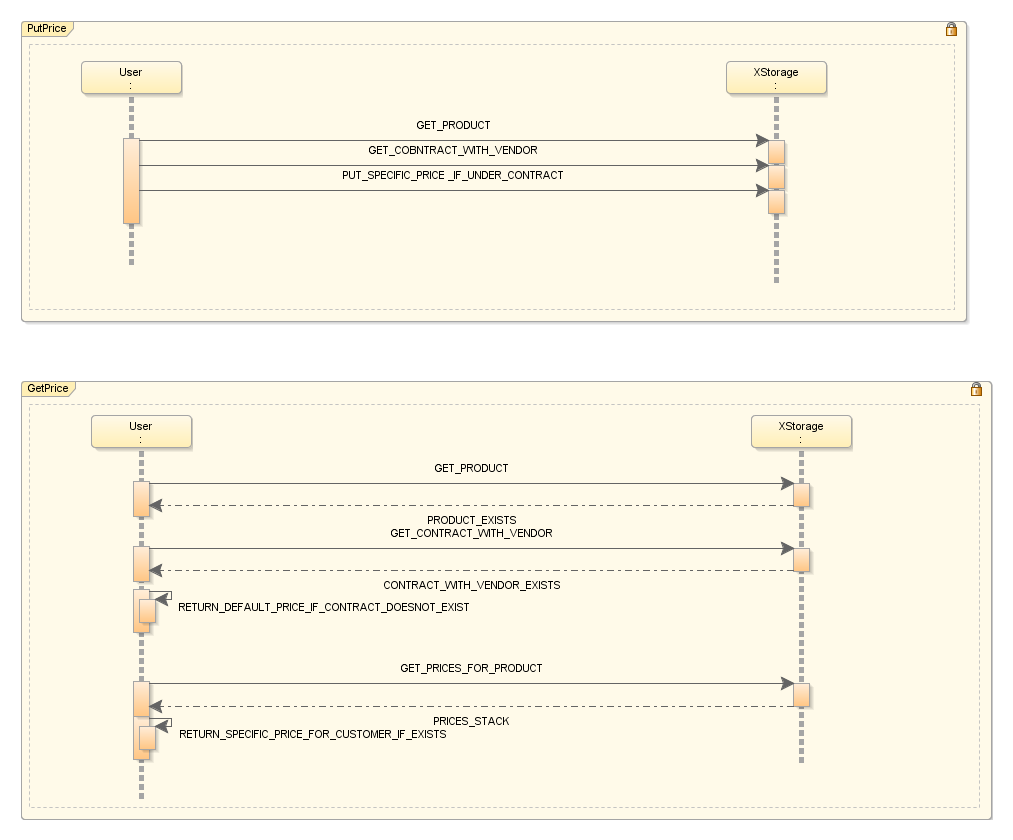 PutPrice
User
:
XStorage
:
GET_PRODUCT
GET_COBNTRACT_WITH_VENDOR
PUT_SPECIFIC_PRICE _IF_UNDER_CONTRACT
GetPrice
User
:
XStorage
:
GET_PRODUCT
PRODUCT_EXISTS
GET_CONTRACT_WITH_VENDOR
CONTRACT_WITH_VENDOR_EXISTS
RETURN_DEFAULT_PRICE_IF_CONTRACT_DOESNOT_EXIST
GET_PRICES_FOR_PRODUCT
PRICES_STACK
RETURN_SPECIFIC_PRICE_FOR_CUSTOMER_IF_EXISTS